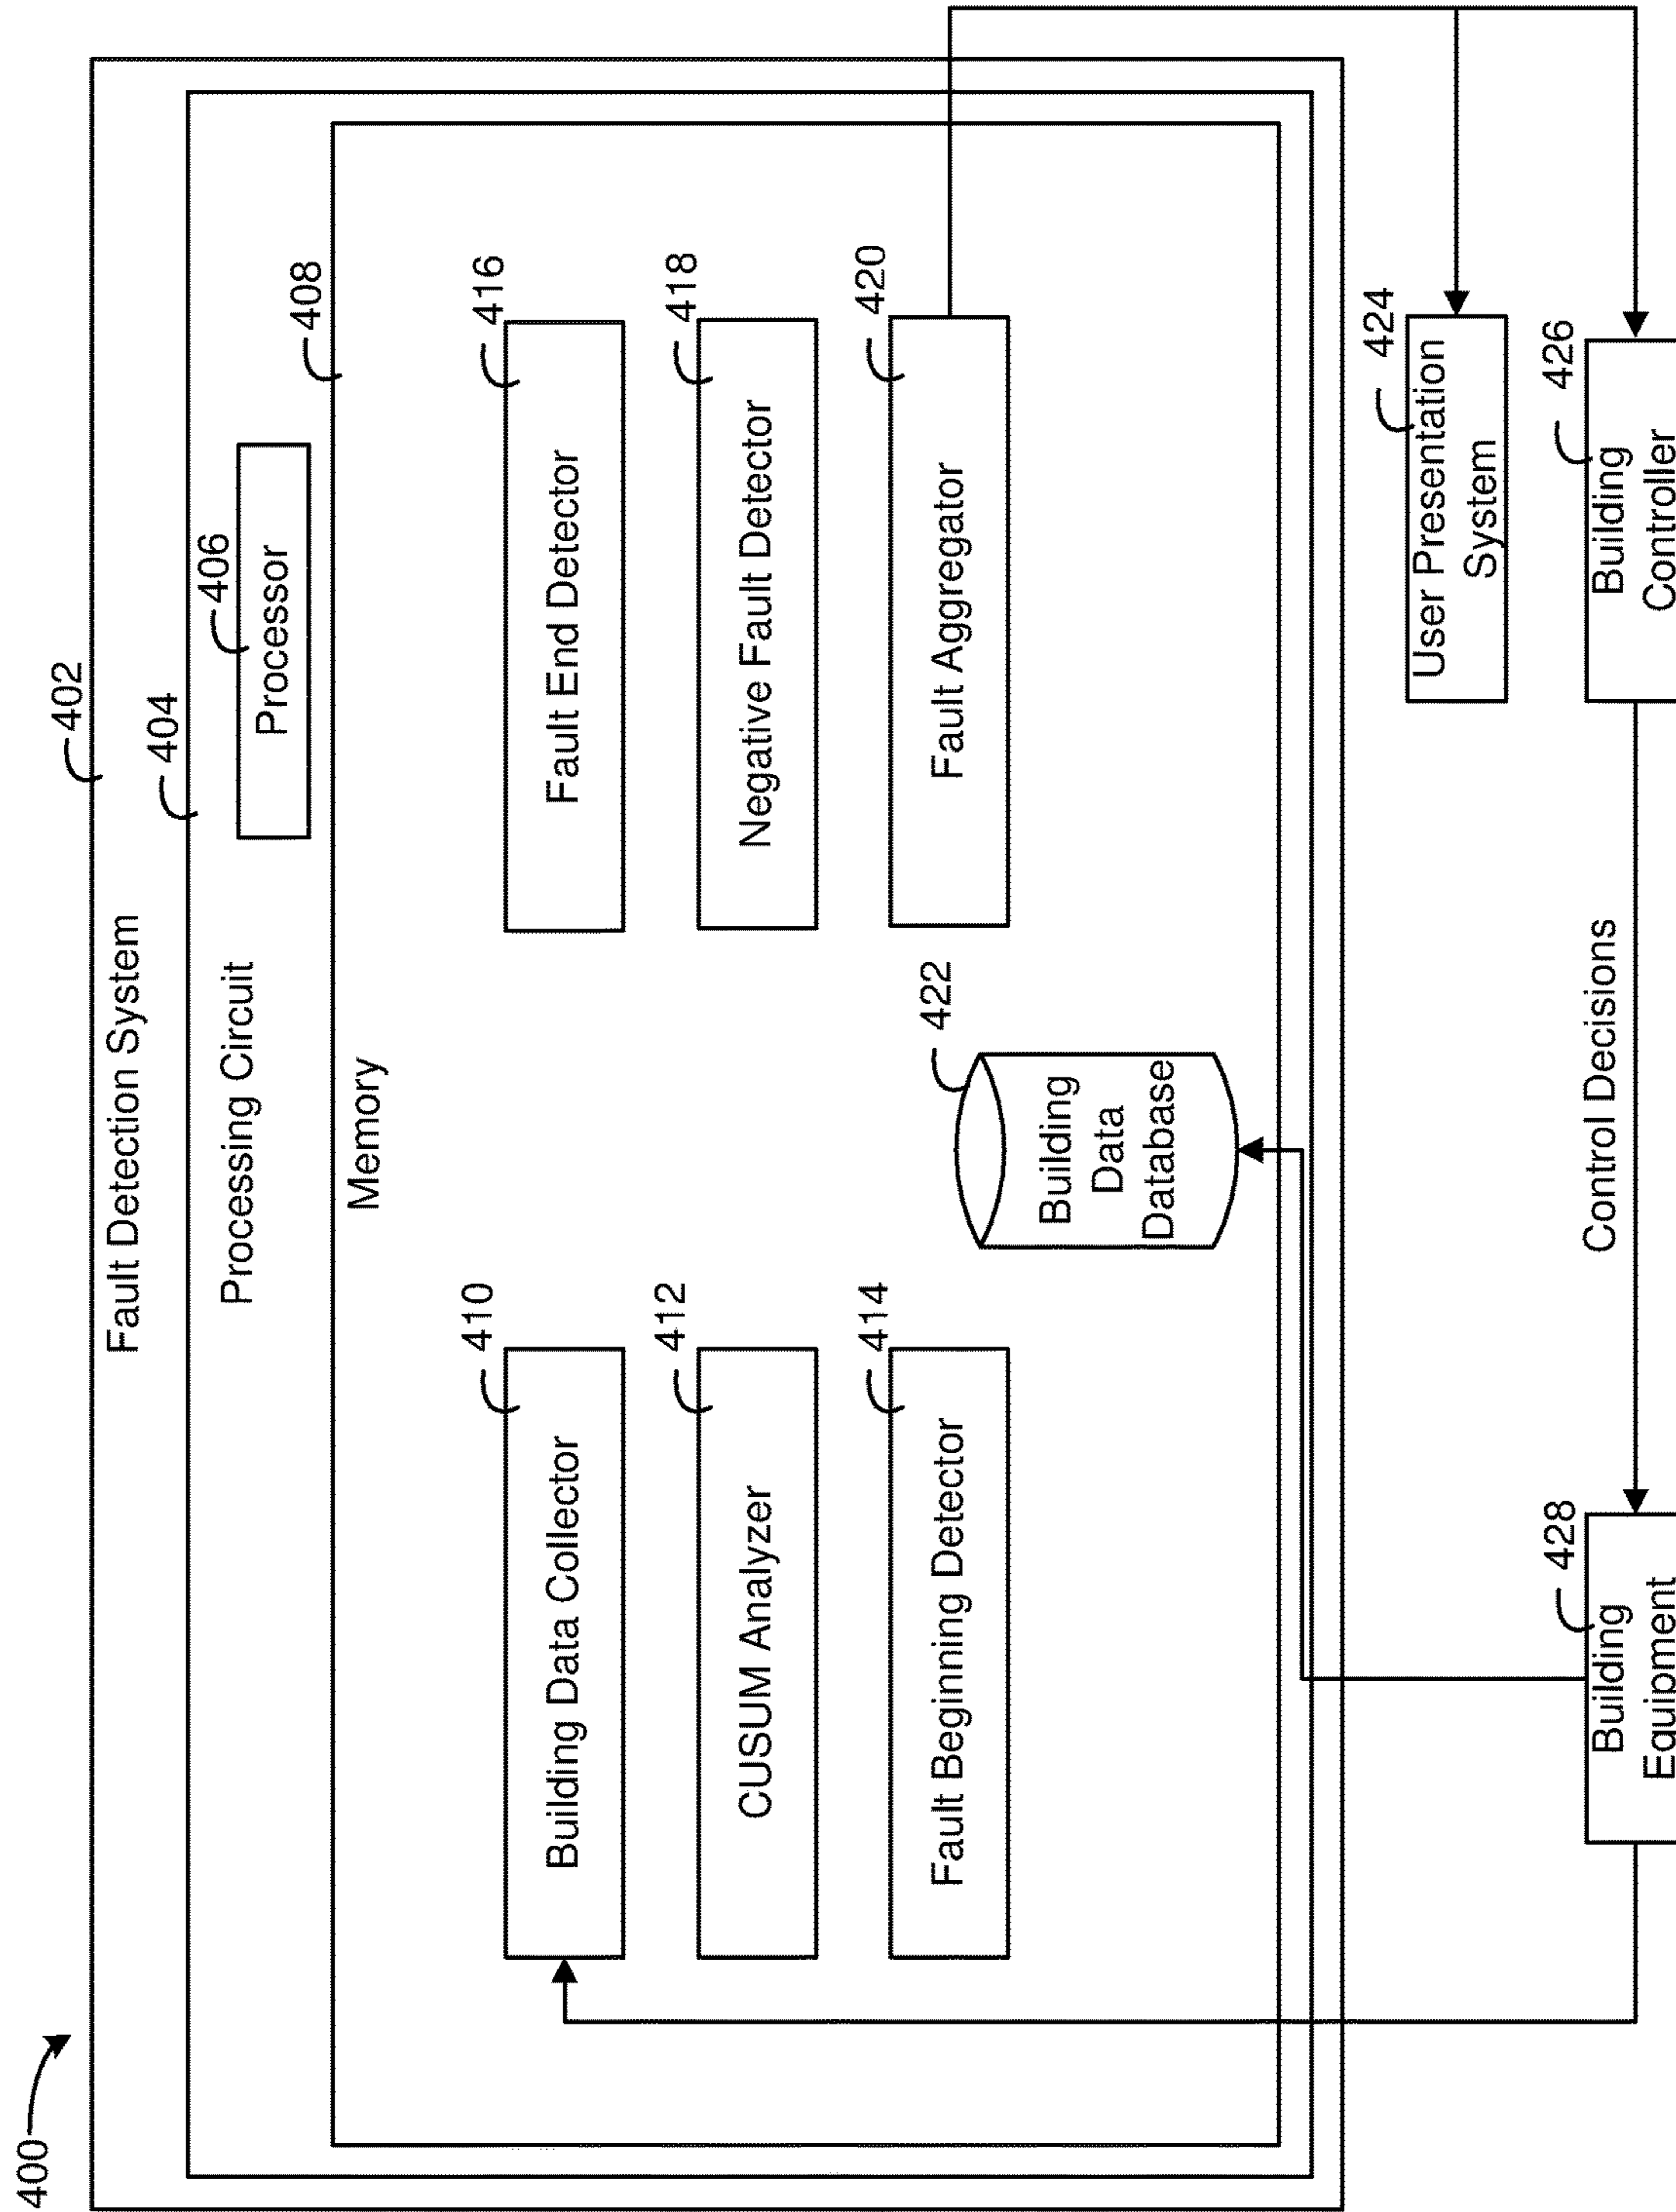 400
402
Fault Detection System
404
Processing Circuit
406
Processor
408
Memory
410
Building Data Collector
412
CUSUM Analyzer
414
Fault Beginning Detector
416
Fault End Detector
418
Negative Fault Detector
420
Fault Aggregator
422
Building
Data
Database
424
User Presentation
System
426
Building
Controller
Control Decisions
428
Building
Equipment